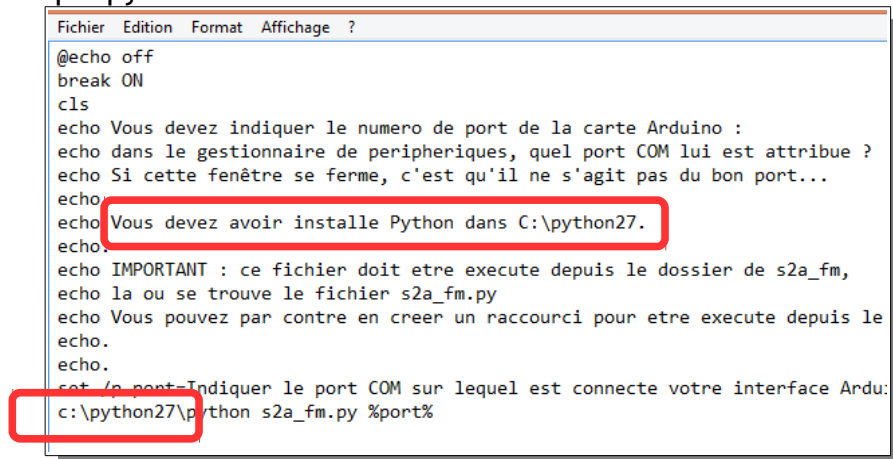 Fichier Edition Format Affichage ?
@echo off
break ON
cls
echo Vous devez indiquer le numero de port de la carte Arduino :
echo dans le gestionnaire de peripheriques, quel port COM lui est attribue ?
echo Si cette fenêtre se ferme, c'est qu'il ne s'agit pas du bon port...
echo.
echo Vous devez avoir installe Python dans C:\python27.
echo.
echo IMPORTANT : ce fichier doit etre execute depuis le dossier de s2a_fm,
echo la ou se trouve le fichier s2a_fm.py
echo Vous pouvez par contre en creer un raccourci pour etre execute depuis le
echo.
echo.
set /p port=Indiquer le port COM sur lequel est connecte votre interface
c:\python27\python s2a_fm.py %port%